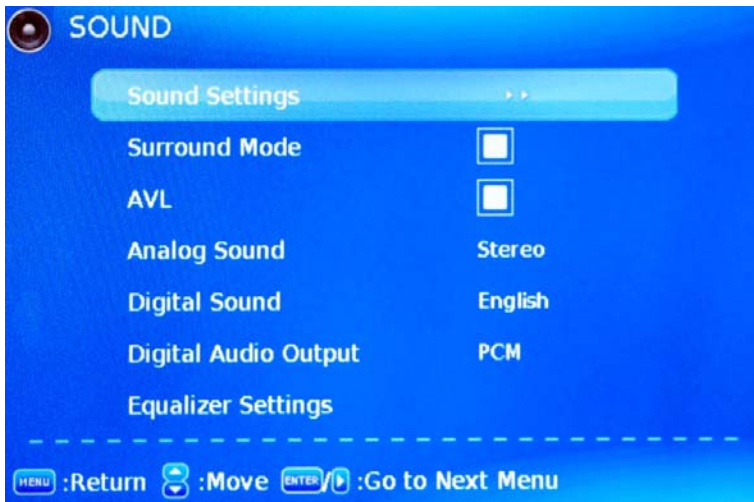 SOUND
Sound Settings
Surround Mode
AVL
Analog Sound Stereo
Digital Sound English
Digital Audio Output PCM
Equalizer Settings
MENU :Return :Move ENTER/ :Go to Next Menu